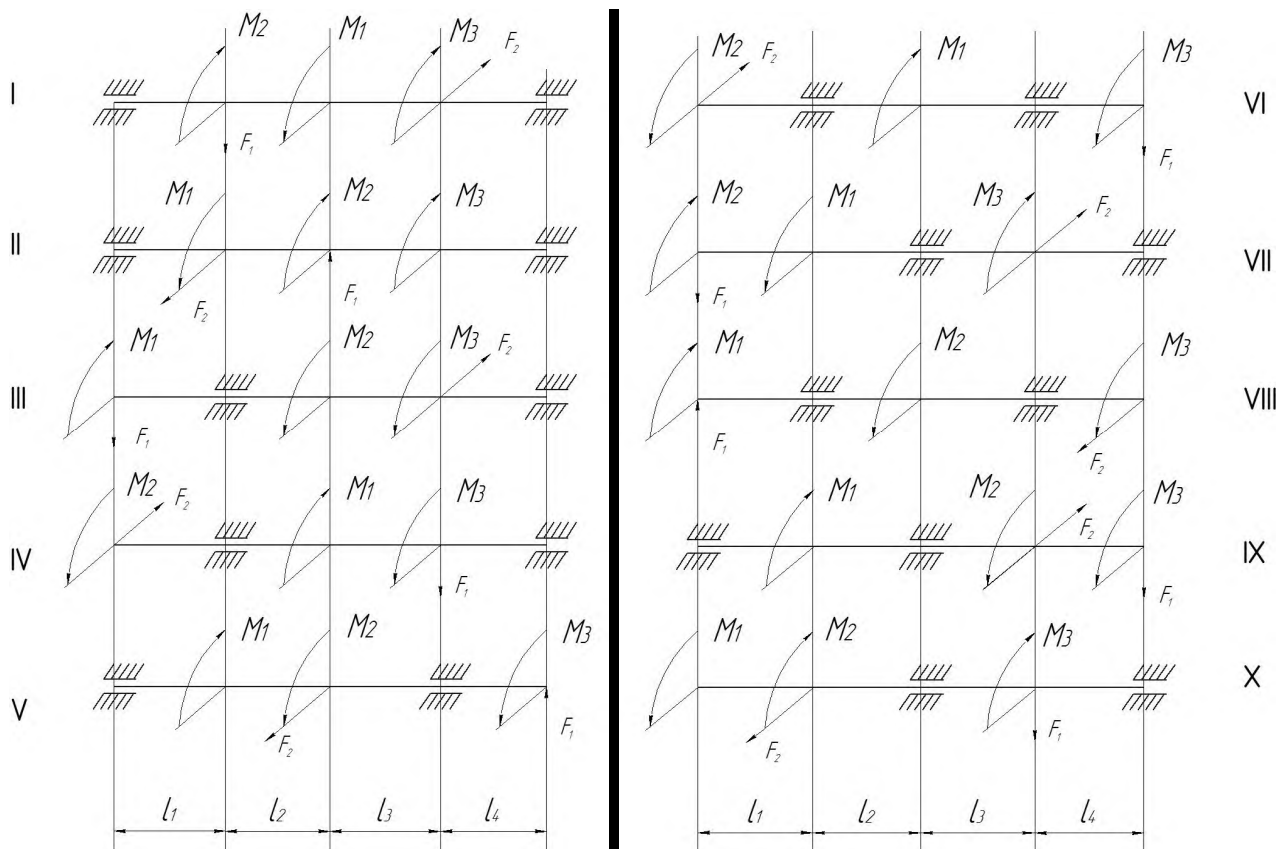 I M2 M1 M3 F2 F1
II M1 M2 M3 F2 F1
III M1 M2 M3 F2 F1
IV M2 F2 M1 M3 F1
V M1 M2 M3 F2 F1
l1 l2 l3 l4
M2 F2 M1 M3 F1 VI
M2 M1 M3 F2 F1 VII
M1 M2 M3 F1 F2 VIII
M1 M2 F2 M3 F1 IX
M1 M2 M3 F2 F1 X
l1 l2 l3 l4